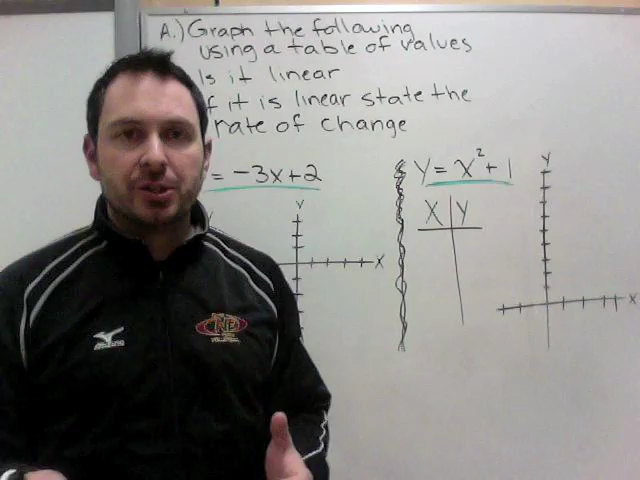 A.) Graph the following
using a table of values
Is it linear
f it is linear state the
rate of change
= -3x+2
Y = x² + 1
Y
X
X Y
Y
X
NE